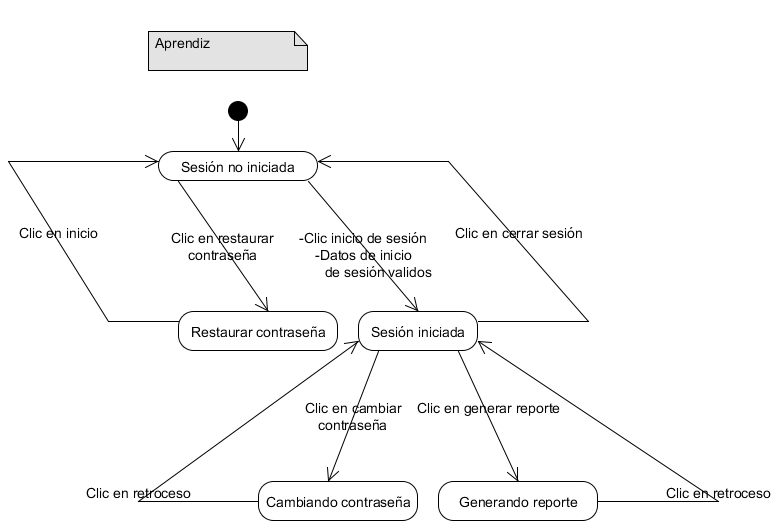 Aprendiz
Sesión no iniciada
Clic en inicio
Clic en restaurar
contraseña
-Clic inicio de sesión
-Datos de inicio
de sesión validos
Clic en cerrar sesión
Restaurar contraseña
Sesión iniciada
Clic en cambiar
contraseña
Clic en generar reporte
Clic en retroceso
Cambiando contraseña
Generando reporte
Clic en retroceso